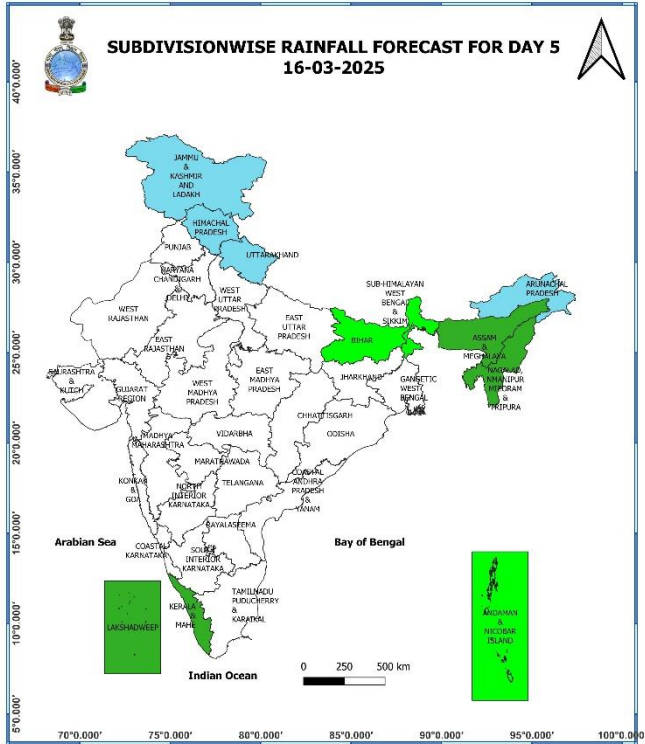 SUBDIVISIONWISE RAINFALL FORECAST FOR DAY 5
16-03-2025
40°0.000'
35°0.000'
30°0.000'
25°0.000'
20°0.000'
15°0.000'
10°0.000'
5°0.000'
JAMMU
&
KASHMIR
AND
LADAKH
HIMACHAL
PRADESH
PUNJAB
UTTARAKHAND
HARYANA
CHANDIGARH
&
DELHI
WEST
UTTAR
PRADESH
SUB-HIMALAYAN
WEST
BENGAL
&
SIKKIM
ARUNACHAL
PRADESH
WEST
RAJASTHAN
EAST
RAJASTHAN
EAST
UTTAR
PRADESH
BIHAR
ASSAM
&
MEGHALAYA
NAGALAD,
MANIPUR
MIZORAM
&
TRIPURA
SAURASHTRA
&
KUTCH
GUJARAT
REGION
WEST
MADHYA
PRADESH
EAST
MADHYA
PRADESH
JHARKHAND
GANGETIC
WEST
BENGAL
CHHATTISGARH
ODISHA
MADHYA
MAHARASHTRA
VIDARBHA
MARATHWADA
KONKAN
&
GOA
NORTH
INTERIOR
KARNATAKA
TELANGANA
COASTAL
ANDHRA
PRADESH
&
YANAM
RAYALASEEMA
Arabian Sea
COASTAL
KARNATAKA
SOUTH
INTERIOR
KARNATAKA
Bay of Bengal
TAMILNADU
PUDUCHERRY
&
KARAIKAL
KERALA
&
MAHE
LAKSHADWEEP
ANDAMAN
&
NICOBAR
ISLAND
Indian Ocean
0 250 500 km
70°0.000' 75°0.000' 80°0.000' 85°0.000' 90°0.000' 95°0.000' 100°0.000'